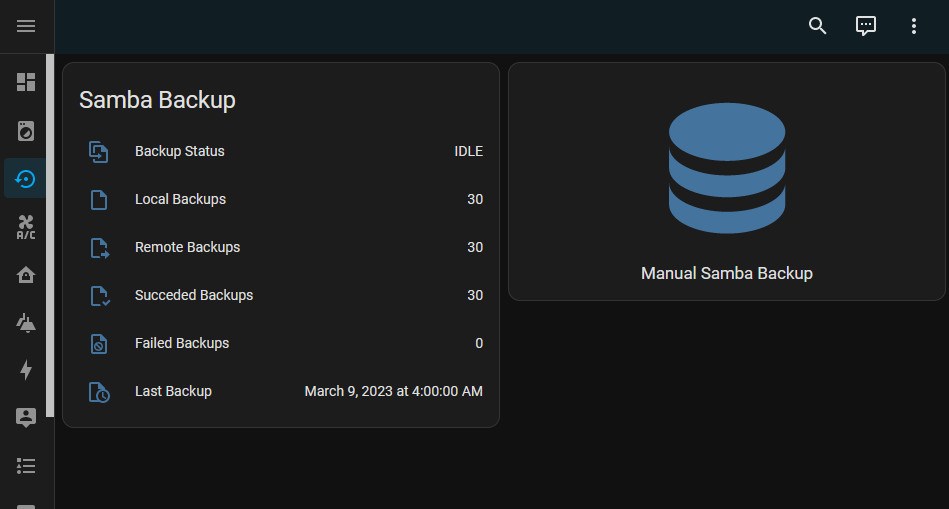 Samba Backup
Backup Status IDLE
Local Backups 30
Remote Backups 30
Succeded Backups 30
Failed Backups 0
Last Backup March 9, 2023 at 4:00:00 AM
Manual Samba Backup
A/C